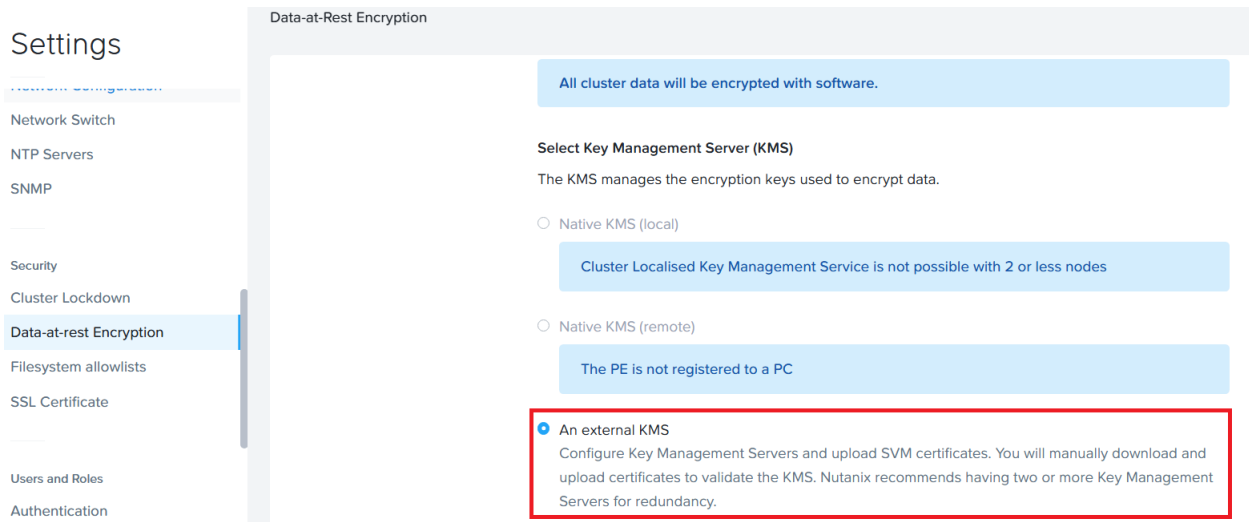 Data-at-Rest Encryption
Settings
Network Configuration
Network Switch
NTP Servers
SNMP
Security
Cluster Lockdown
Data-at-rest Encryption
Filesystem allowlists
SSL Certificate
Users and Roles
Authentication
All cluster data will be encrypted with software.
Select Key Management Server (KMS)
The KMS manages the encryption keys used to encrypt data.
Native KMS (local)
Cluster Localised Key Management Service is not possible with 2 or less nodes
Native KMS (remote)
The PE is not registered to a PC
An external KMS
Configure Key Management Servers and upload SVM certificates. You will manually download and
upload certificates to validate the KMS. Nutanix recommends having two or more Key Management
Servers for redundancy.